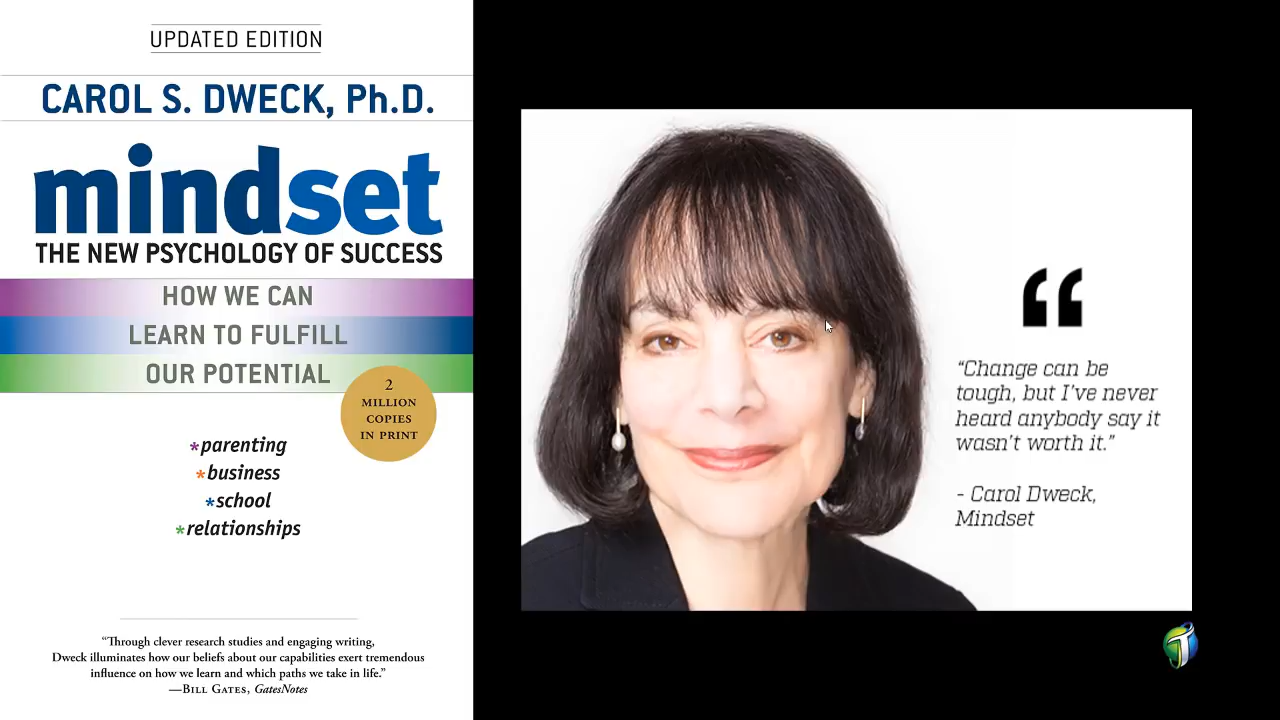 UPDATED EDITION
CAROL S. DWECK, Ph.D.
mindset
THE NEW PSYCHOLOGY OF SUCCESS
HOW WE CAN
LEARN TO FULFILL
OUR POTENTIAL
2
MILLION
COPIES
IN PRINT
*parenting
*business
*school
*relationships
“Through clever research studies and engaging writing,
Dweck illuminates how our beliefs about our capabilities exert tremendous
influence on how we learn and which paths we take in life.”
—BILL GATES, GatesNotes
“
“Change can be
tough, but I’ve never
heard anybody say it
wasn’t worth it.”
- Carol Dweck,
Mindset
T